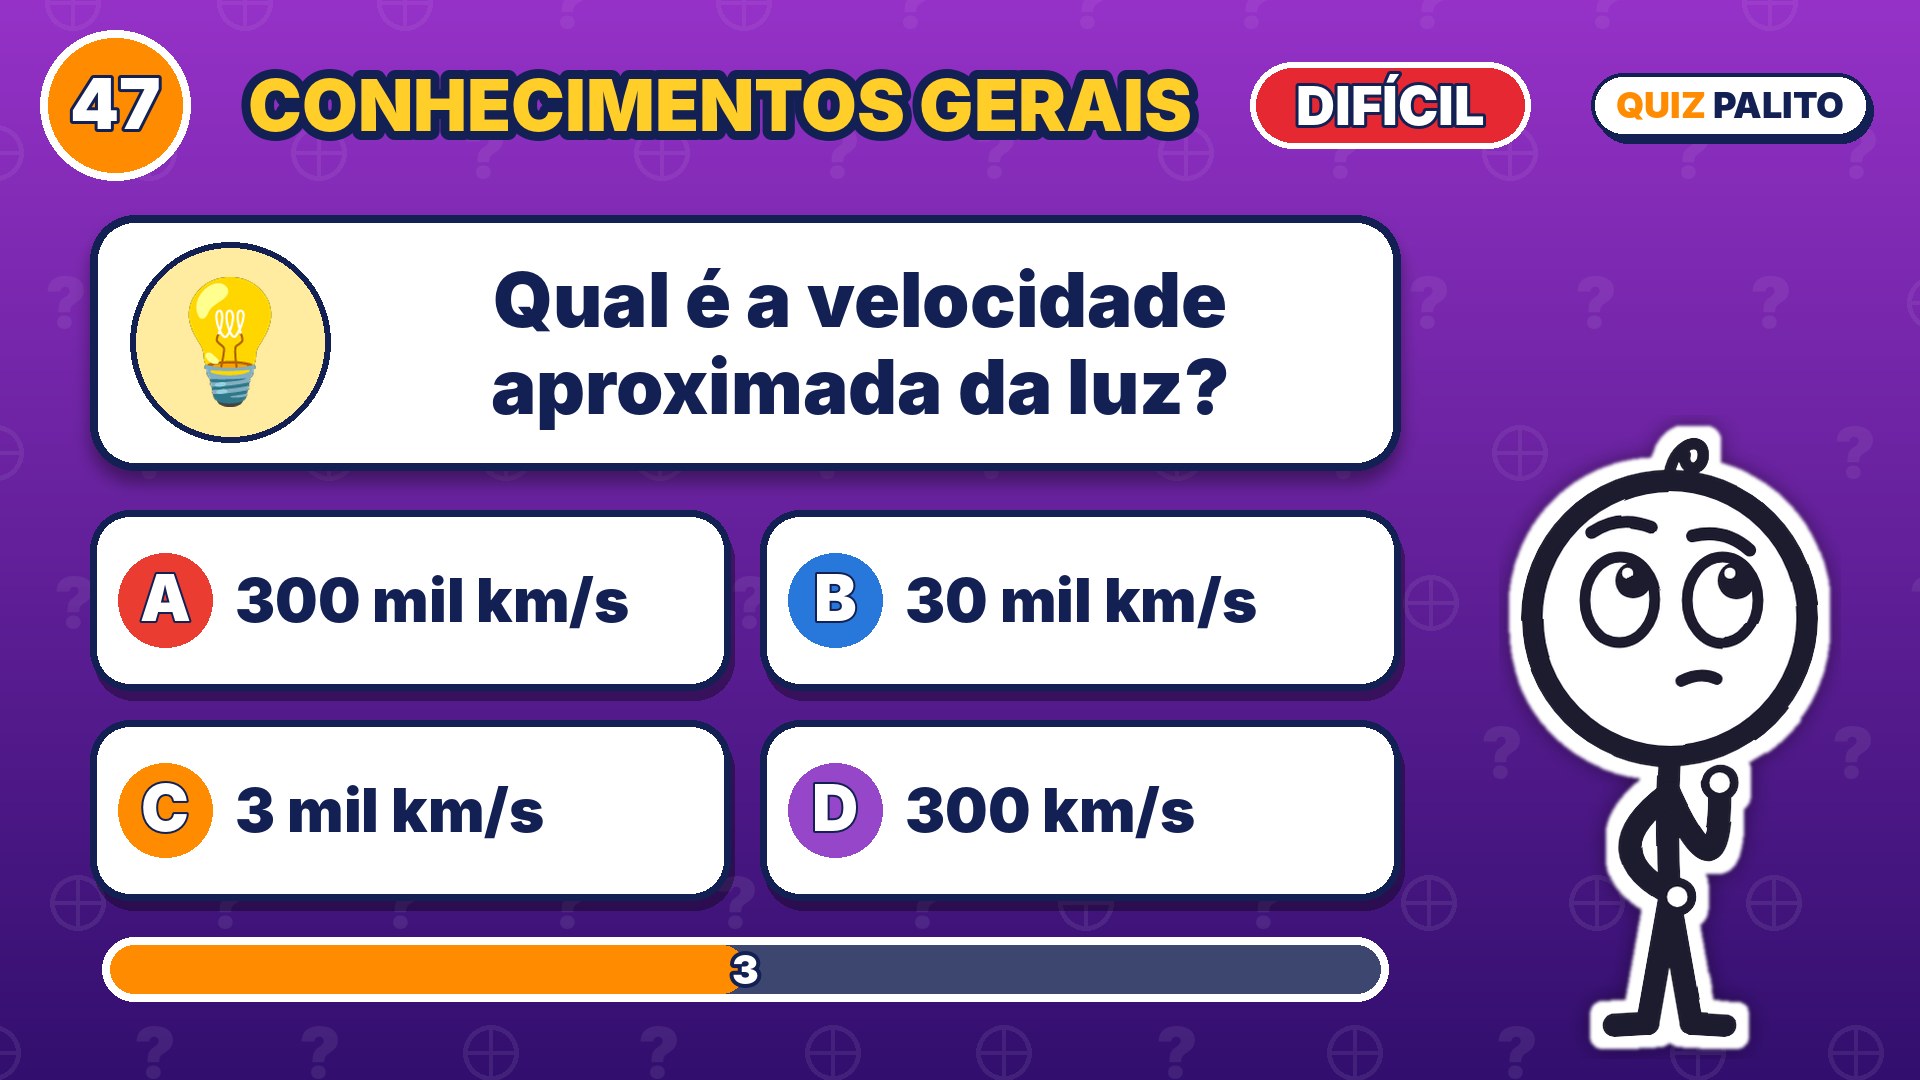 47
CONHECIMENTOS GERAIS
DIFÍCIL
QUIZ PALITO
Qual é a velocidade
aproximada da luz?
A 300 mil km/s
B 30 mil km/s
C 3 mil km/s
D 300 km/s
3